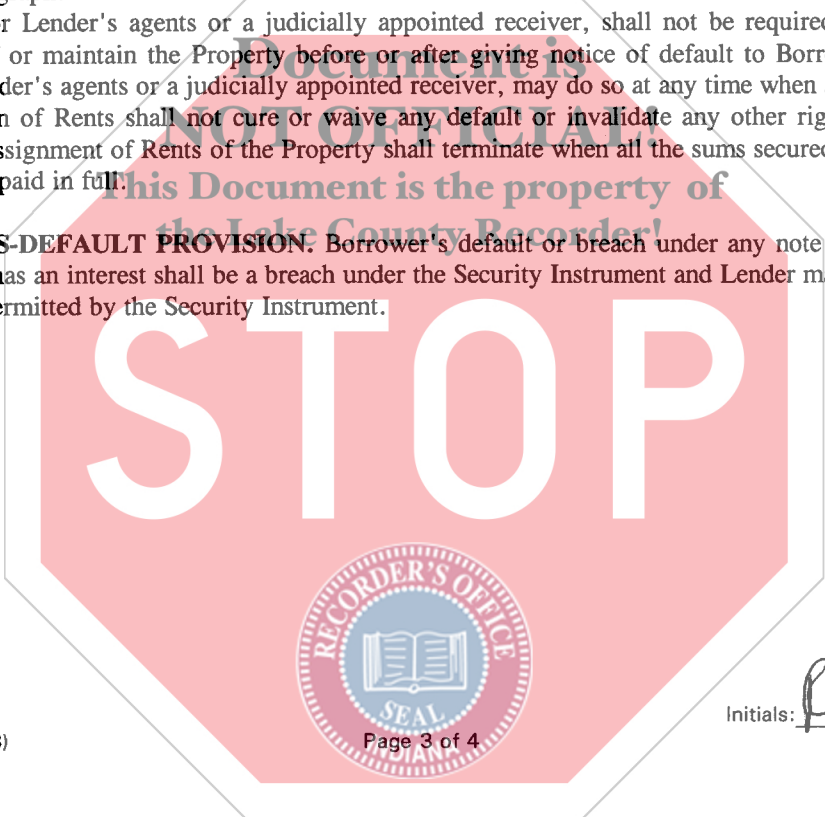 r Lender's agents or a judicially appointed receiver, shall not be required
or maintain the Property before or after giving notice of default to Borr
der's agents or a judicially appointed receiver, may do so at any time when
n of Rents shall not cure or waive any default or invalidate any other rig
ssignment of Rents of the Property shall terminate when all the sums secured
paid in full.
Document is
NOT OFFICIAL!
This Document is the property of
the Lake County Recorder!
S-DEFAULT PROVISION. Borrower's default or breach under any note
has an interest shall be a breach under the Security Instrument and Lender m
ermitted by the Security Instrument.
STOP
RECORDER'S OFFICE
SEAL
INDIANA
Initials:
)
Page 3 of 4